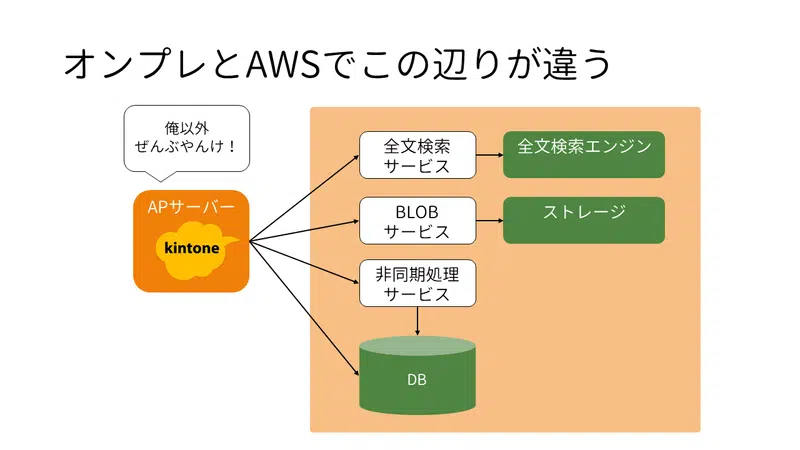 オンプレとAWSでこの辺りが違う
俺以外
ぜんぶやんけ！
APサーバー
kintone
全文検索
サービス
全文検索エンジン
BLOB
サービス
ストレージ
非同期処理
サービス
DB